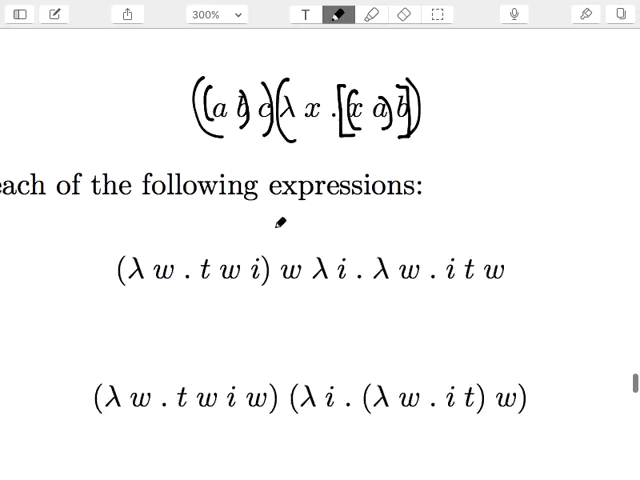 300%
T
((a b) c)(λ x . [(x a) b])
each of the following expressions:
(λ w . t w i) w λ i . λ w . i t w
(λ w . t w i w) (λ i . (λ w . i t) w)